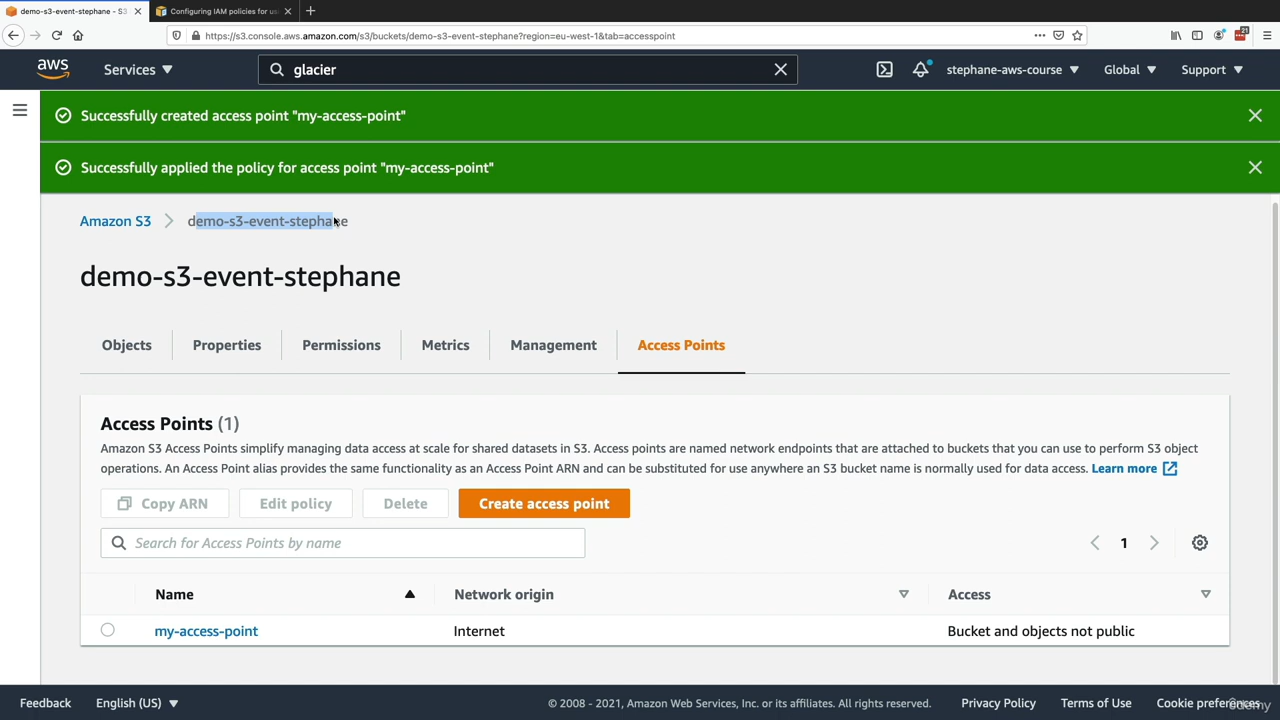 demo-s3-event-stephane - S3
Configuring IAM policies for us
https://s3.console.aws.amazon.com/s3/buckets/demo-s3-event-stephane?region=eu-west-1&tab=accesspoint
aws
Services
glacier
stephane-aws-course
Global
Support
Successfully created access point "my-access-point"
Successfully applied the policy for access point "my-access-point"
Amazon S3
demo-s3-event-stephane
demo-s3-event-stephane
Objects
Properties
Permissions
Metrics
Management
Access Points
Access Points (1)
Amazon S3 Access Points simplify managing data access at scale for shared datasets in S3. Access points are named network endpoints that are attached to buckets that you can use to perform S3 object
operations. An Access Point alias provides the same functionality as an Access Point ARN and can be substituted for use anywhere an S3 bucket name is normally used for data access. Learn more
Copy ARN
Edit policy
Delete
Create access point
Search for Access Points by name
1
Name
Network origin
Access
my-access-point
Internet
Bucket and objects not public
Feedback
English (US)
© 2008 - 2021, Amazon Web Services, Inc. or its affiliates. All rights reserved.
Privacy Policy
Terms of Use
Cookie preferences
Udemy